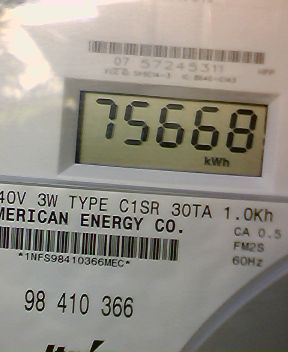 07 57245311
75668
kWh
40V 3W TYPE C1SR 30TA 1.0Kh
MERICAN ENERGY CO.
CA 0.5
FM2S
*1NFS98410366MEC*
60Hz
98 410 366